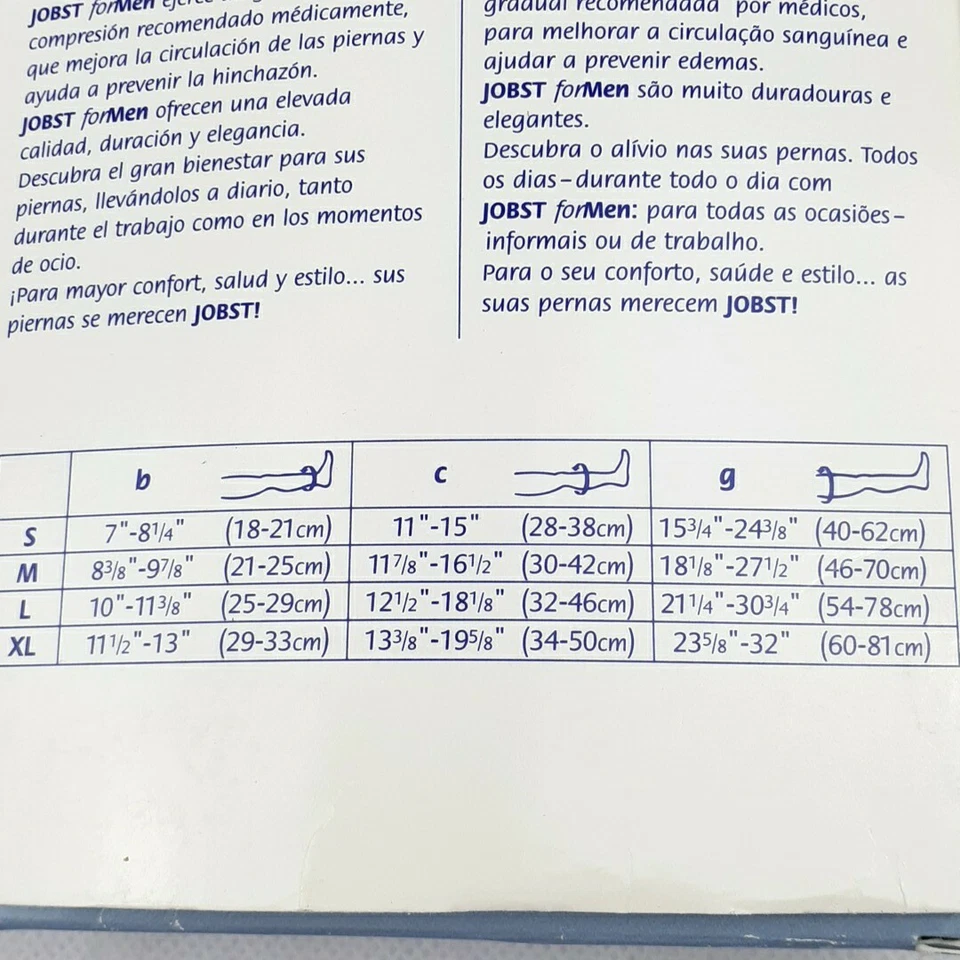 JOBST forMen
compresión recomendado médicamente,
que mejora la circulación de las piernas y
ayuda a prevenir la hinchazón.
JOBST forMen ofrecen una elevada
calidad, duración y elegancia.
Descubra el gran bienestar para sus
piernas, llevándolos a diario, tanto
durante el trabajo como en los momentos
de ocio.
¡Para mayor confort, salud y estilo... sus
piernas se merecen JOBST!
gradual recomendada por médicos,
para melhorar a circulação sanguínea e
ajudar a prevenir edemas.
JOBST forMen são muito duradouras e
elegantes.
Descubra o alívio nas suas pernas. Todos
os dias–durante todo o dia com
JOBST forMen: para todas as ocasiões–
informais ou de trabalho.
Para o seu conforto, saúde e estilo... as
suas pernas merecem JOBST!
b c g
S 7"-81/4" (18-21cm) 11"-15" (28-38cm) 153/4"-243/8" (40-62cm)
M 83/8"-97/8" (21-25cm) 117/8"-161/2" (30-42cm) 181/8"-271/2" (46-70cm)
L 10"-113/8" (25-29cm) 121/2"-181/8" (32-46cm) 211/4"-303/4" (54-78cm)
XL 111/2"-13" (29-33cm) 133/8"-195/8" (34-50cm) 235/8"-32" (60-81cm)